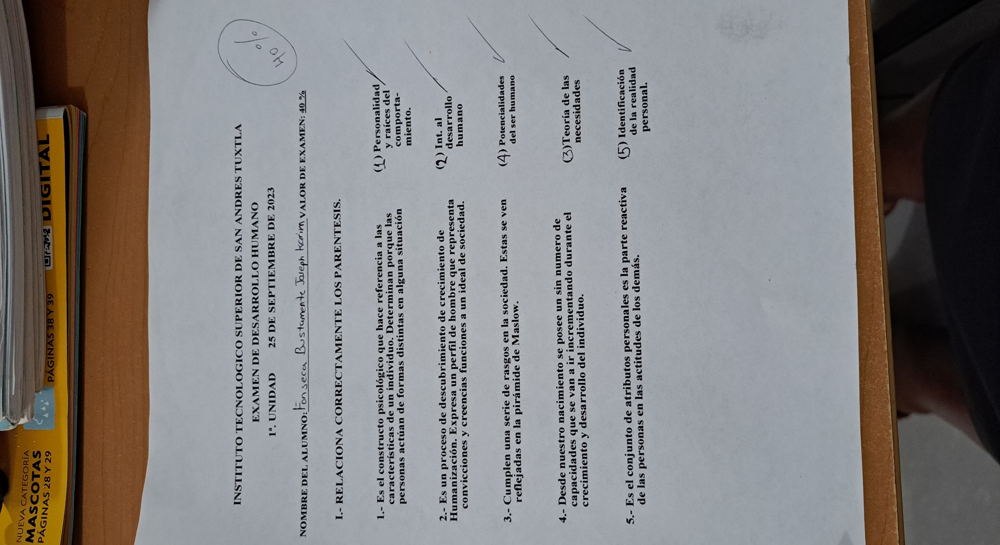 NUEVA CATEGORÍA
MASCOTAS
PÁGINAS 28 Y 29
PÁGINAS 38 Y 39
DIGITAL
40 %
INSTITUTO TECNOLOGICO SUPERIOR DE SAN ANDRES TUXTLA
EXAMEN DE DESARROLLO HUMANO
1ª. UNIDAD 25 DE SEPTIEMBRE DE 2023
NOMBRE DEL ALUMNO: Fonseca Bustamente Joseph Karim VALOR DE EXAMEN: 40 %
I.- RELACIONA CORRECTAMENTE LOS PARENTESIS.
1.- Es el constructo psicológico que hace referencia a las
características de un individuo. Determinan porque las
personas actúan de formas distintas en alguna situación
(1) Personalidad
y raíces del
comporta-
miento.
2.- Es un proceso de descubrimiento de crecimiento de
Humanización. Expresa un perfil de hombre que representa
convicciones y creencias funciones a un ideal de sociedad.
(2) Int. al
desarrollo
humano
3.- Cumplen una serie de rasgos en la sociedad. Estas se ven
reflejadas en la pirámide de Maslow.
(4) Potencialidades
del ser humano
4.- Desde nuestro nacimiento se posee un sin numero de
capacidades que se van a ir incrementando durante el
crecimiento y desarrollo del individuo.
(3)Teoría de las
necesidades
5.- Es el conjunto de atributos personales es la parte reactiva
de las personas en las actitudes de los demás.
(5) Identificación
de la realidad
personal.